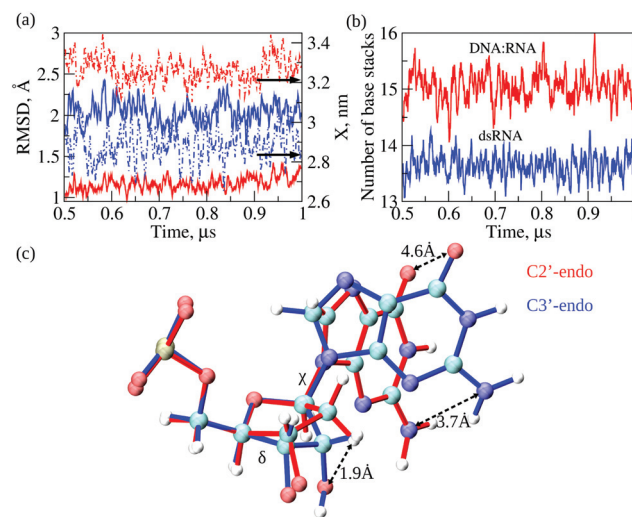 (a)
3
2.5
2
1.5
1
RMSD, Å
3.4
3.2
3
2.8
2.6
X, nm
0.5 0.6 0.7 0.8 0.9 1
Time, μs
(b)
16
15
14
13
Number of base stacks
DNA:RNA
dsRNA
0.5 0.6 0.7 0.8 0.9 1
Time, μs
(c)
4.6Å
C2'-endo
C3'-endo
χ
3.7Å
δ
1.9Å